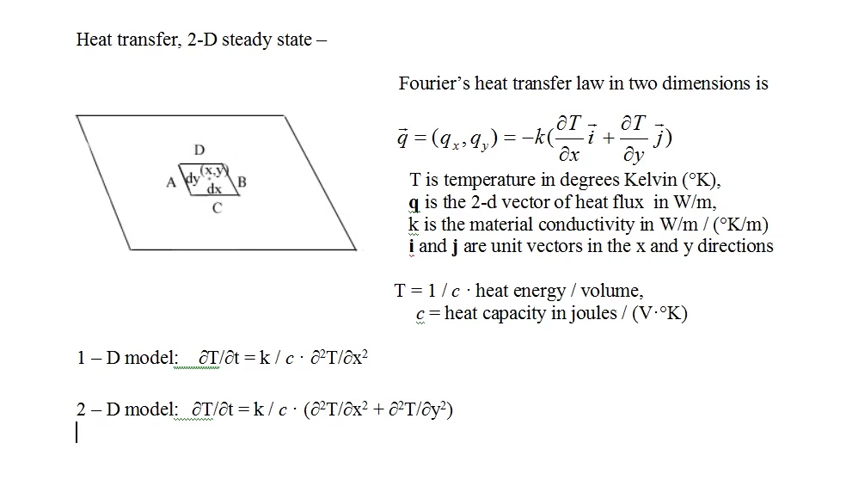 Heat transfer, 2-D steady state –
Fourier's heat transfer law in two dimensions is
q⃗ = (qₓ, q_y) = −k(∂T/∂x i⃗ + ∂T/∂y j⃗)
D
(x,y)
A dy B
dx
C
T is temperature in degrees Kelvin (°K),
q is the 2-d vector of heat flux in W/m,
k is the material conductivity in W/m / (°K/m)
i and j are unit vectors in the x and y directions
T = 1 / c · heat energy / volume,
c = heat capacity in joules / (V·°K)
1 – D model: ∂T/∂t = k / c · ∂²T/∂x²
2 – D model: ∂T/∂t = k / c · (∂²T/∂x² + ∂²T/∂y²)